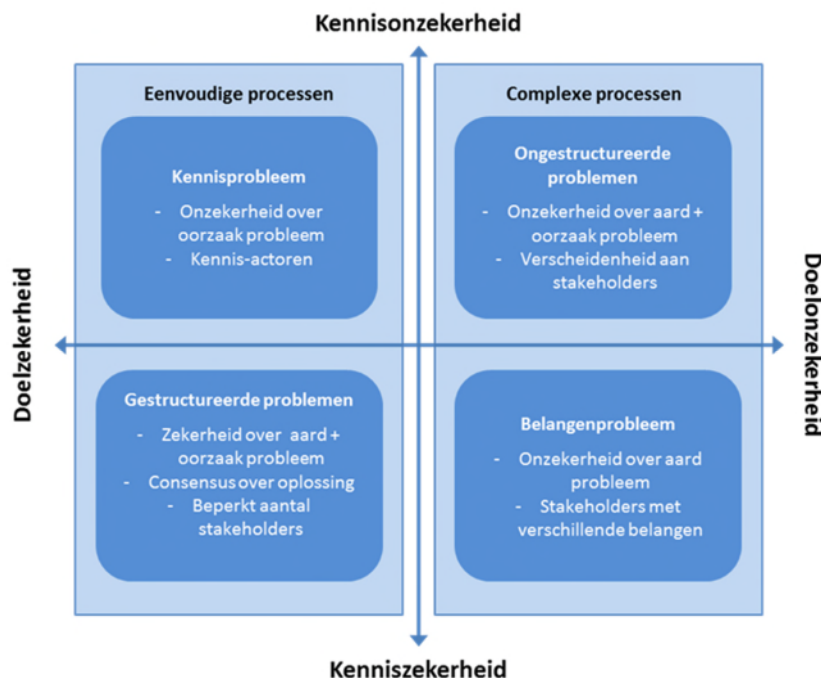 Kennisonzekerheid
Eenvoudige processen
Kennisprobleem
- Onzekerheid over
oorzaak probleem
- Kennis-actoren
Complexe processen
Ongestructureerde
problemen
- Onzekerheid over aard +
oorzaak probleem
- Verscheidenheid aan
stakeholders
Doelzekerheid
Doelonzekerheid
Gestructureerde problemen
- Zekerheid over aard +
oorzaak probleem
- Consensus over oplossing
- Beperkt aantal
stakeholders
Belangenprobleem
- Onzekerheid over aard
probleem
- Stakeholders met
verschillende belangen
Kenniszekerheid